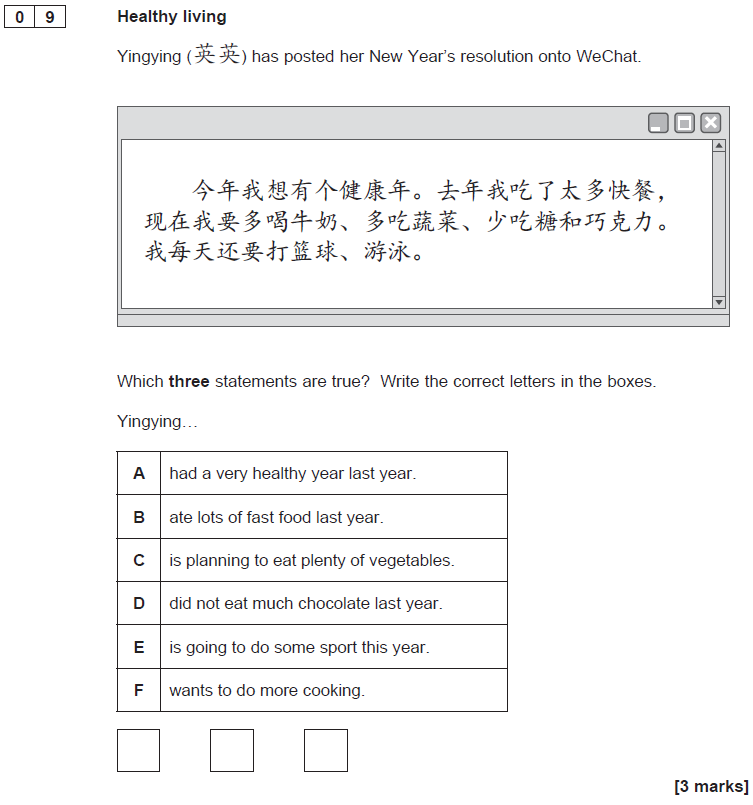 0 9 Healthy living
Yingying (英英) has posted her New Year’s resolution onto WeChat.
今年我想有个健康年。去年我吃了太多快餐，
现在我要多喝牛奶、多吃蔬菜、少吃糖和巧克力。
我每天还要打篮球、游泳。
Which three statements are true? Write the correct letters in the boxes.
Yingying…
A had a very healthy year last year.
B ate lots of fast food last year.
C is planning to eat plenty of vegetables.
D did not eat much chocolate last year.
E is going to do some sport this year.
F wants to do more cooking.
[3 marks]